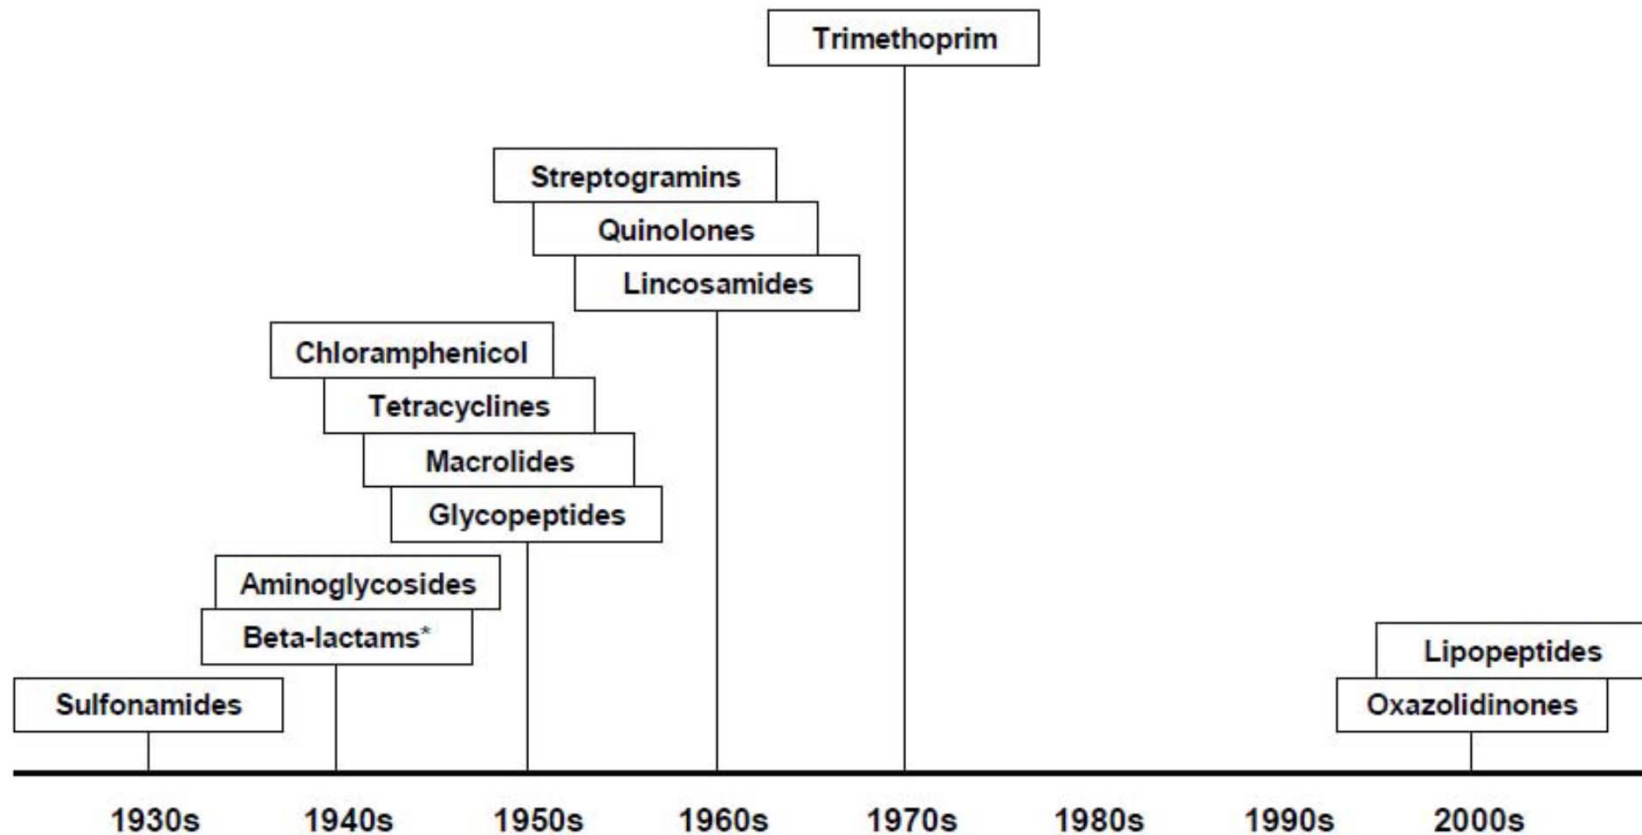 Trimethoprim
Streptogramins
Quinolones
Lincosamides
Chloramphenicol
Tetracyclines
Macrolides
Glycopeptides
Aminoglycosides
Beta-lactams*
Lipopeptides
Sulfonamides
Oxazolidinones
1930s 1940s 1950s 1960s 1970s 1980s 1990s 2000s